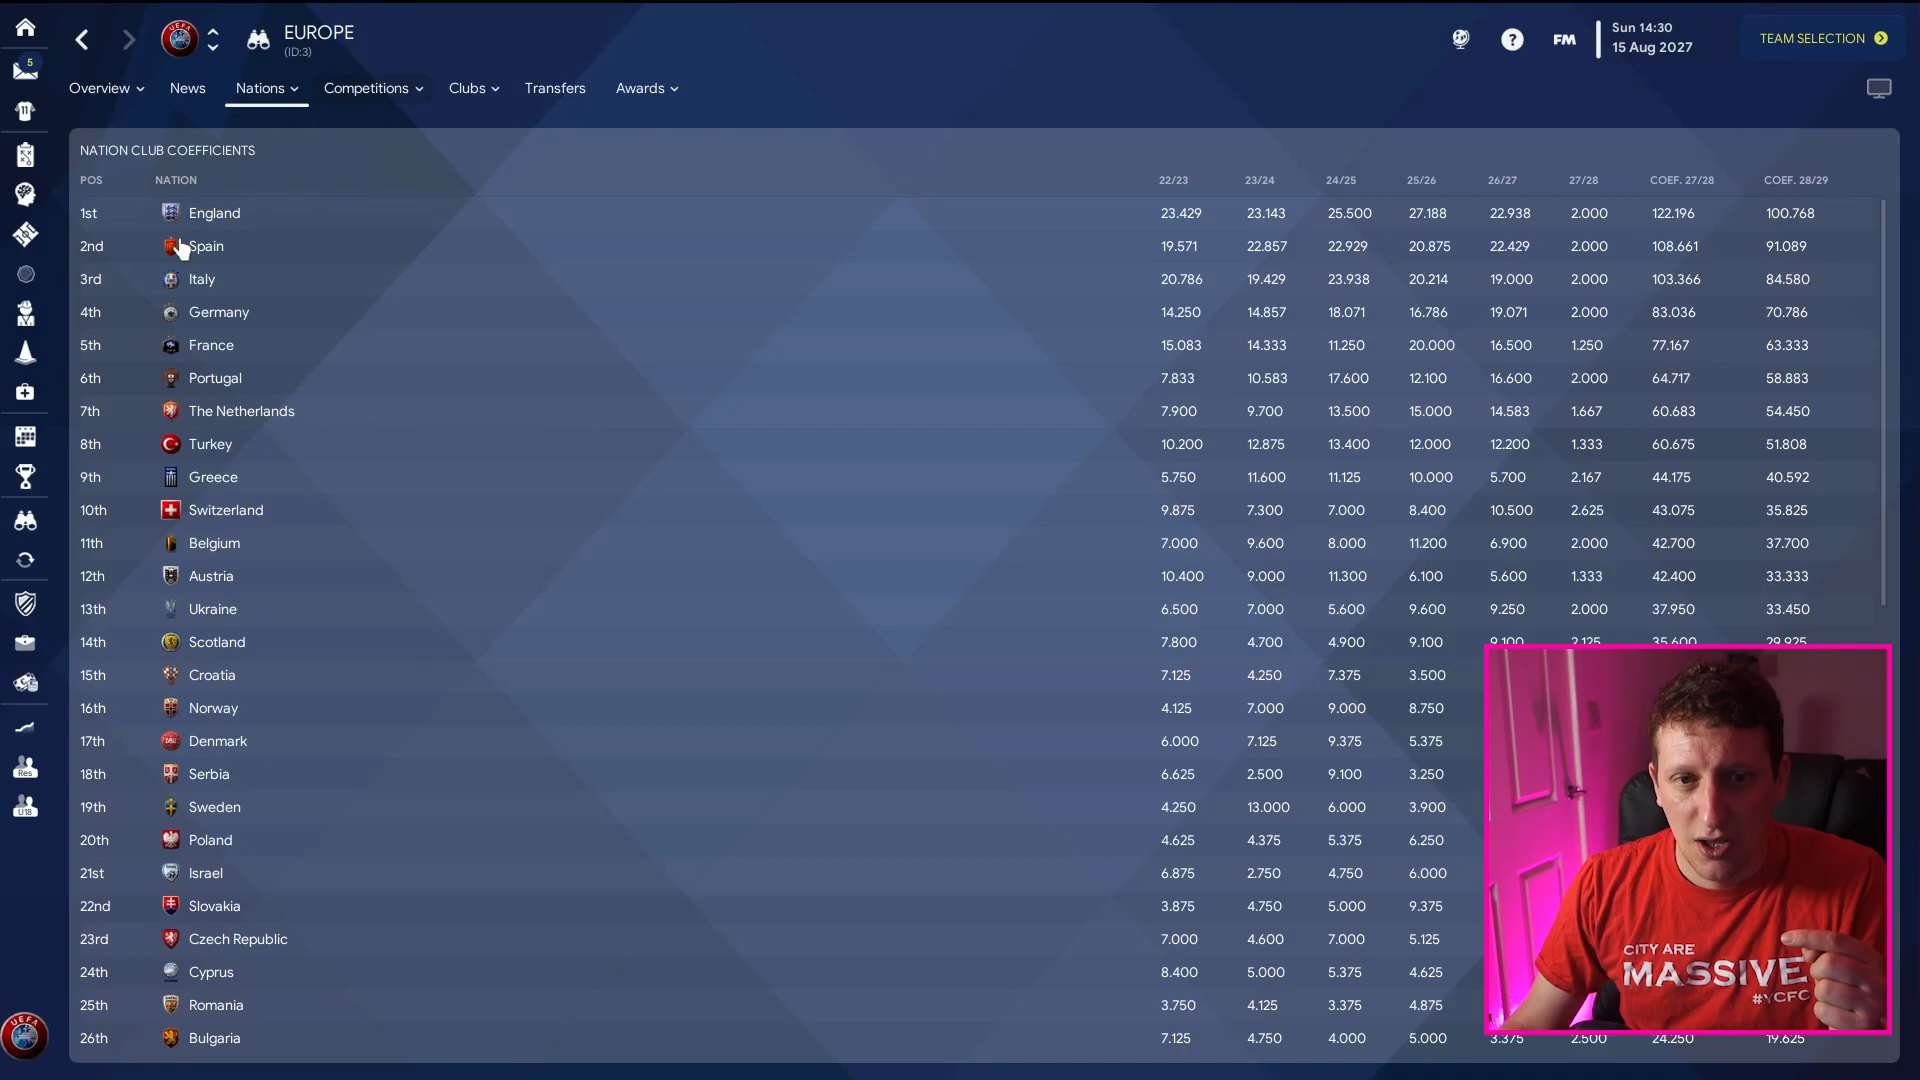 5
EUROPE
(ID:3)
FM
Sun 14:30
15 Aug 2027
TEAM SELECTION
Overview News Nations Competitions Clubs Transfers Awards
NATION CLUB COEFFICIENTS
POS NATION 22/23 23/24 24/25 25/26 26/27 27/28 COEF. 27/28 COEF. 28/29
1st England 23.429 23.143 25.500 27.188 22.938 2.000 122.196 100.768
2nd Spain 19.571 22.857 22.929 20.875 22.429 2.000 108.661 91.089
3rd Italy 20.786 19.429 23.938 20.214 19.000 2.000 103.366 84.580
4th Germany 14.250 14.857 18.071 16.786 19.071 2.000 83.036 70.786
5th France 15.083 14.333 11.250 20.000 16.500 1.250 77.167 63.333
6th Portugal 7.833 10.583 17.600 12.100 16.600 2.000 64.717 58.883
7th The Netherlands 7.900 9.700 13.500 15.000 14.583 1.667 60.683 54.450
8th Turkey 10.200 12.875 13.400 12.000 12.200 1.333 60.675 51.808
9th Greece 5.750 11.600 11.125 10.000 5.700 2.167 44.175 40.592
10th Switzerland 9.875 7.300 7.000 8.400 10.500 2.625 43.075 35.825
11th Belgium 7.000 9.600 8.000 11.200 6.900 2.000 42.700 37.700
12th Austria 10.400 9.000 11.300 6.100 5.600 1.333 42.400 33.333
13th Ukraine 6.500 7.000 5.600 9.600 9.250 2.000 37.950 33.450
14th Scotland 7.800 4.700 4.900 9.100 9.100 2.125 35.600 29.925
15th Croatia 7.125 4.250 7.375 3.500
16th Norway 4.125 7.000 9.000 8.750
17th Denmark 6.000 7.125 9.375 5.375
18th Serbia 6.625 2.500 9.100 3.250
19th Sweden 4.250 13.000 6.000 3.900
20th Poland 4.625 4.375 5.375 6.250
21st Israel 6.875 2.750 4.750 6.000
22nd Slovakia 3.875 4.750 5.000 9.375
23rd Czech Republic 7.000 4.600 7.000 5.125
24th Cyprus 8.400 5.000 5.375 4.625
25th Romania 3.750 4.125 3.375 4.875
26th Bulgaria 7.125 4.750 4.000 5.000 3.375 2.500 24.250 19.625
Res
U18
UEFA
CITY ARE
MASSIVE
#YCFC